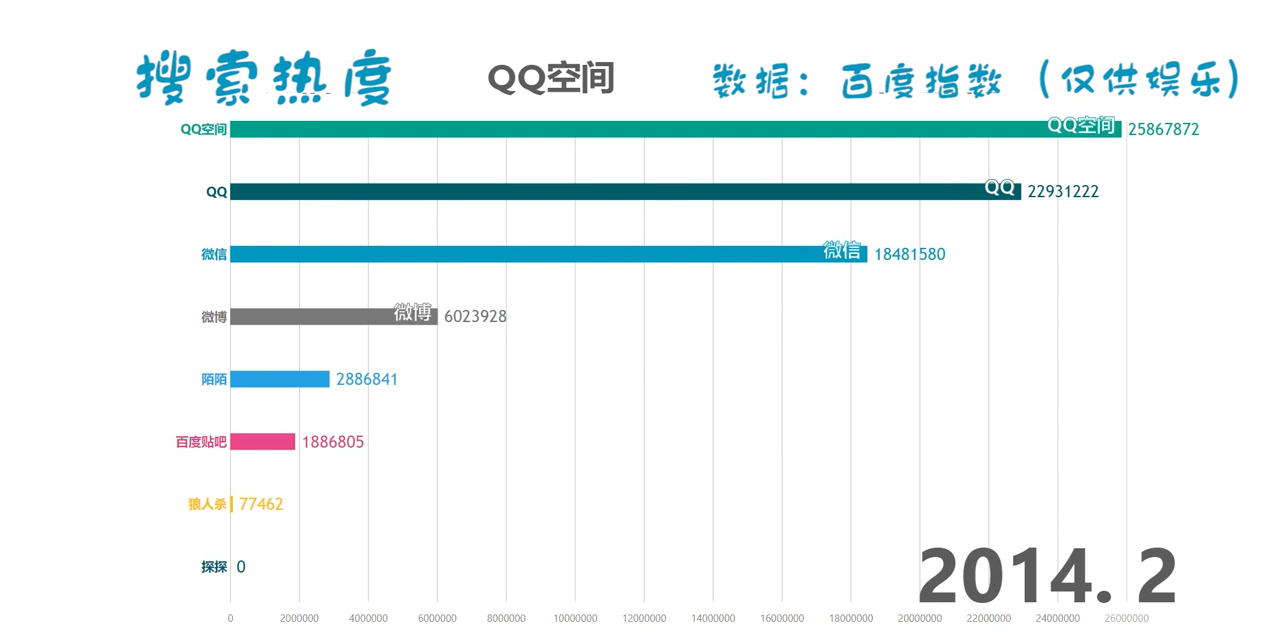 搜索热度
QQ空间
数据：百度指数（仅供娱乐）
QQ空间 QQ空间 25867872
QQ QQ 22931222
微信 微信 18481580
微博 微博 6023928
陌陌 2886841
百度贴吧 1886805
狼人杀 77462
探探 0
2014. 2
0 2000000 4000000 6000000 8000000 10000000 12000000 14000000 16000000 18000000 20000000 22000000 24000000 26000000